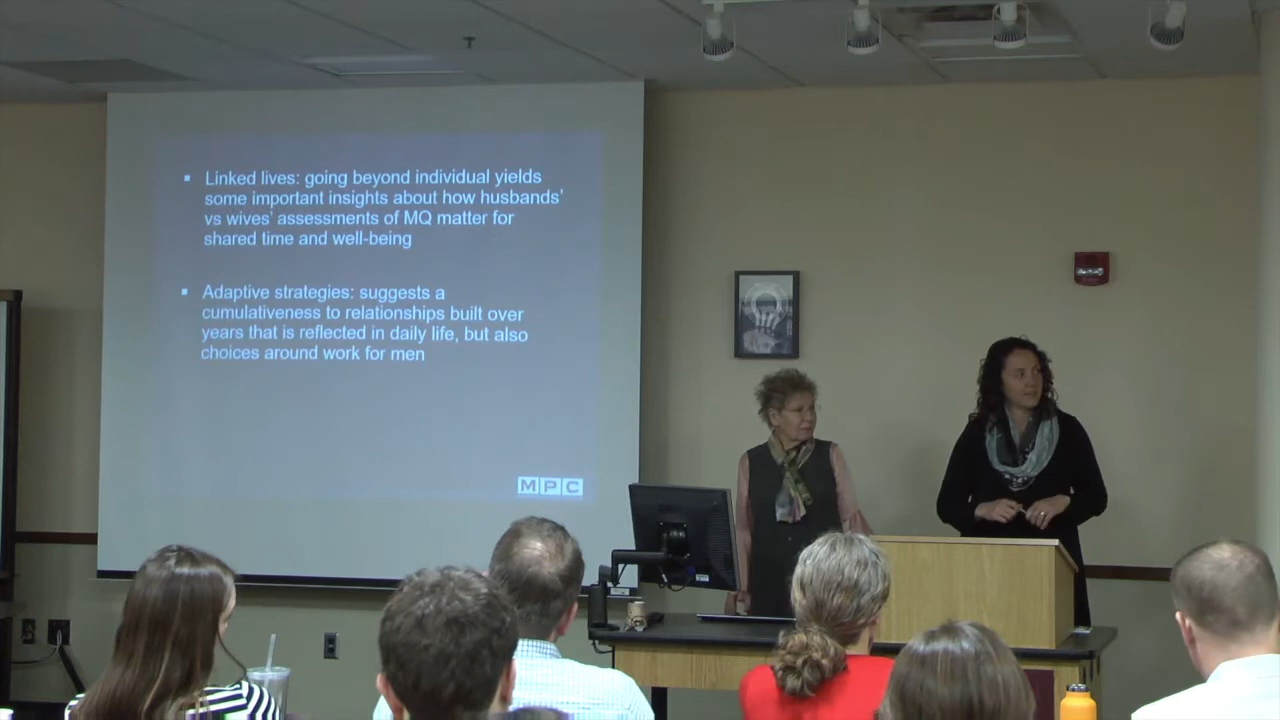 ▪ Linked lives: going beyond individual yields
some important insights about how husbands'
vs wives' assessments of MQ matter for
shared time and well-being
▪ Adaptive strategies: suggests a
cumulativeness to relationships built over
years that is reflected in daily life, but also
choices around work for men
MPC